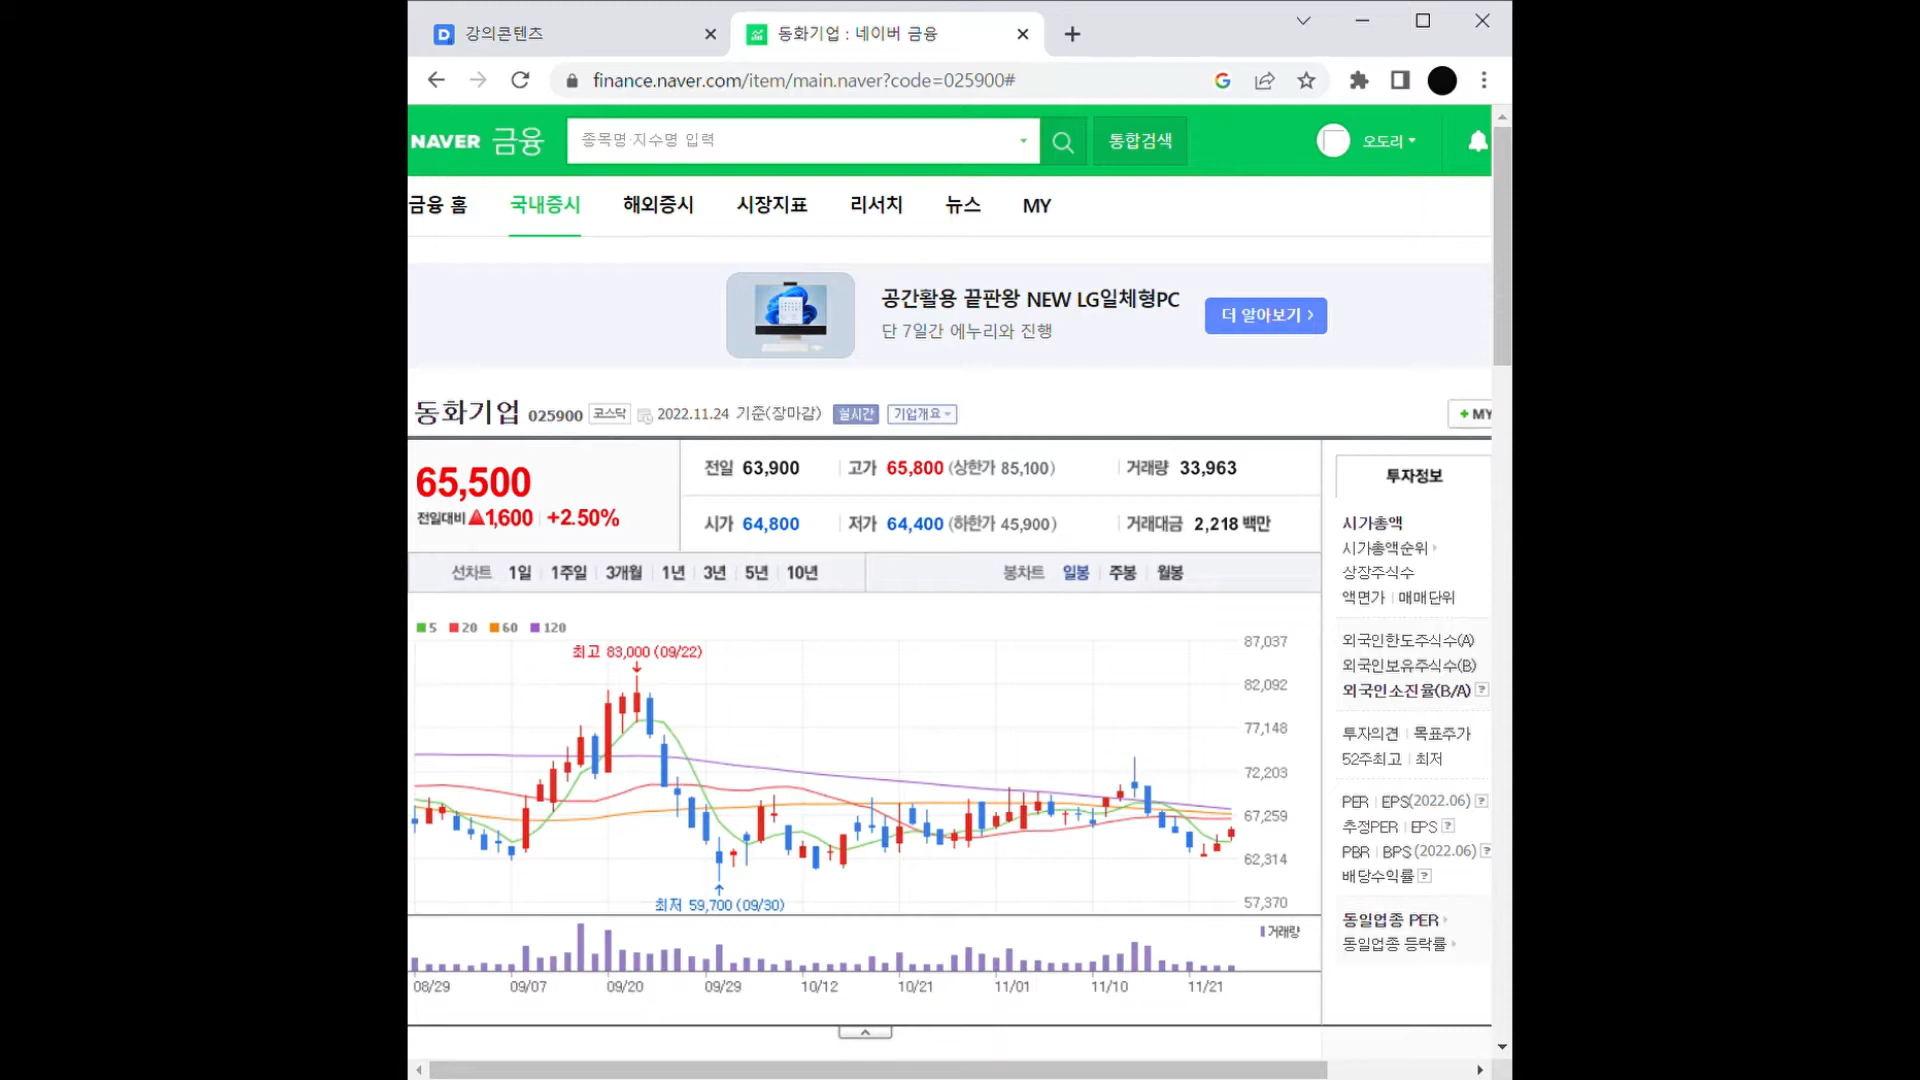 강의콘텐츠
동화기업 : 네이버 금융
finance.naver.com/item/main.naver?code=025900#
NAVER 금융
종목명·지수명 입력
통합검색
오도리
금융 홈 국내증시 해외증시 시장지표 리서치 뉴스 MY
공간활용 끝판왕 NEW LG일체형PC
단 7일간 에누리와 진행
더 알아보기
동화기업 025900 코스닥 2022.11.24 기준(장마감) 실시간 기업개요
+ MY
65,500
전일대비 ▲1,600 +2.50%
전일 63,900 고가 65,800 (상한가 85,100) 거래량 33,963
시가 64,800 저가 64,400 (하한가 45,900) 거래대금 2,218 백만
선차트 1일 1주일 3개월 1년 3년 5년 10년
봉차트 일봉 주봉 월봉
5 20 60 120
최고 83,000 (09/22)
최저 59,700 (09/30)
87,037
82,092
77,148
72,203
67,259
62,314
57,370
거래량
08/29 09/07 09/20 09/29 10/12 10/21 11/01 11/10 11/21
투자정보
시가총액
시가총액순위
상장주식수
액면가 매매단위
외국인한도주식수(A)
외국인보유주식수(B)
외국인소진율(B/A) ?
투자의견 목표주가
52주최고 최저
PER EPS(2022.06) ?
추정PER EPS ?
PBR BPS(2022.06) ?
배당수익률 ?
동일업종 PER
동일업종 등락률